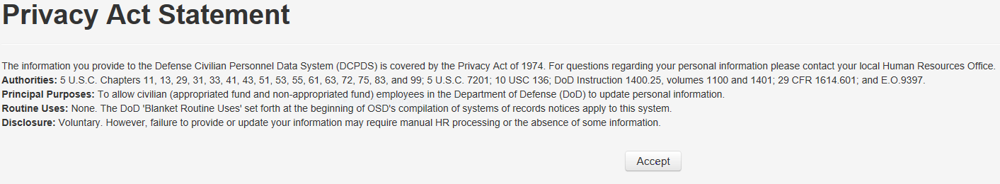 Privacy Act Statement
The information you provide to the Defense Civilian Personnel Data System (DCPDS) is covered by the Privacy Act of 1974. For questions regarding your personal information please contact your local Human Resources Office.
Authorities: 5 U.S.C. Chapters 11, 13, 29, 31, 33, 41, 43, 51, 53, 55, 61, 63, 72, 75, 83, and 99; 5 U.S.C. 7201; 10 USC 136; DoD Instruction 1400.25, volumes 1100 and 1401; 29 CFR 1614.601; and E.O.9397.
Principal Purposes: To allow civilian (appropriated fund and non-appropriated fund) employees in the Department of Defense (DoD) to update personal information.
Routine Uses: None. The DoD 'Blanket Routine Uses' set forth at the beginning of OSD's compilation of systems of records notices apply to this system.
Disclosure: Voluntary. However, failure to provide or update your information may require manual HR processing or the absence of some information.
Accept